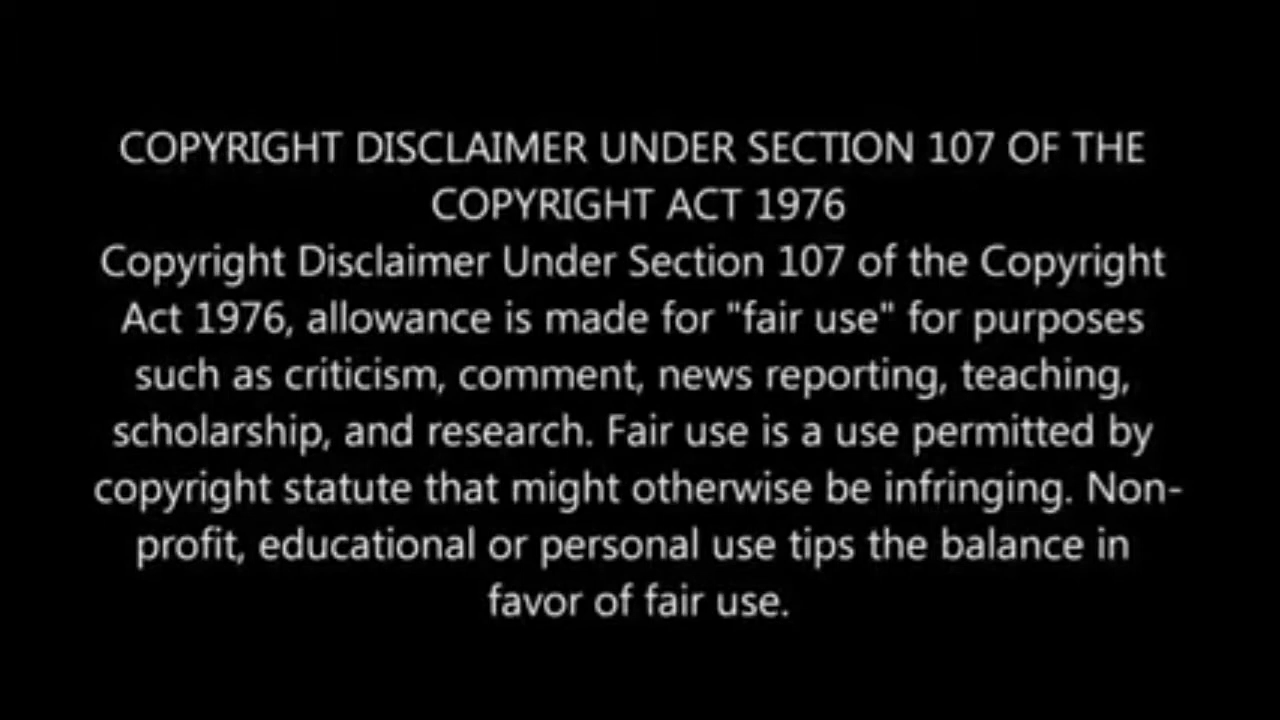 COPYRIGHT DISCLAIMER UNDER SECTION 107 OF THE
COPYRIGHT ACT 1976
Copyright Disclaimer Under Section 107 of the Copyright
Act 1976, allowance is made for "fair use" for purposes
such as criticism, comment, news reporting, teaching,
scholarship, and research. Fair use is a use permitted by
copyright statute that might otherwise be infringing. Non-
profit, educational or personal use tips the balance in
favor of fair use.